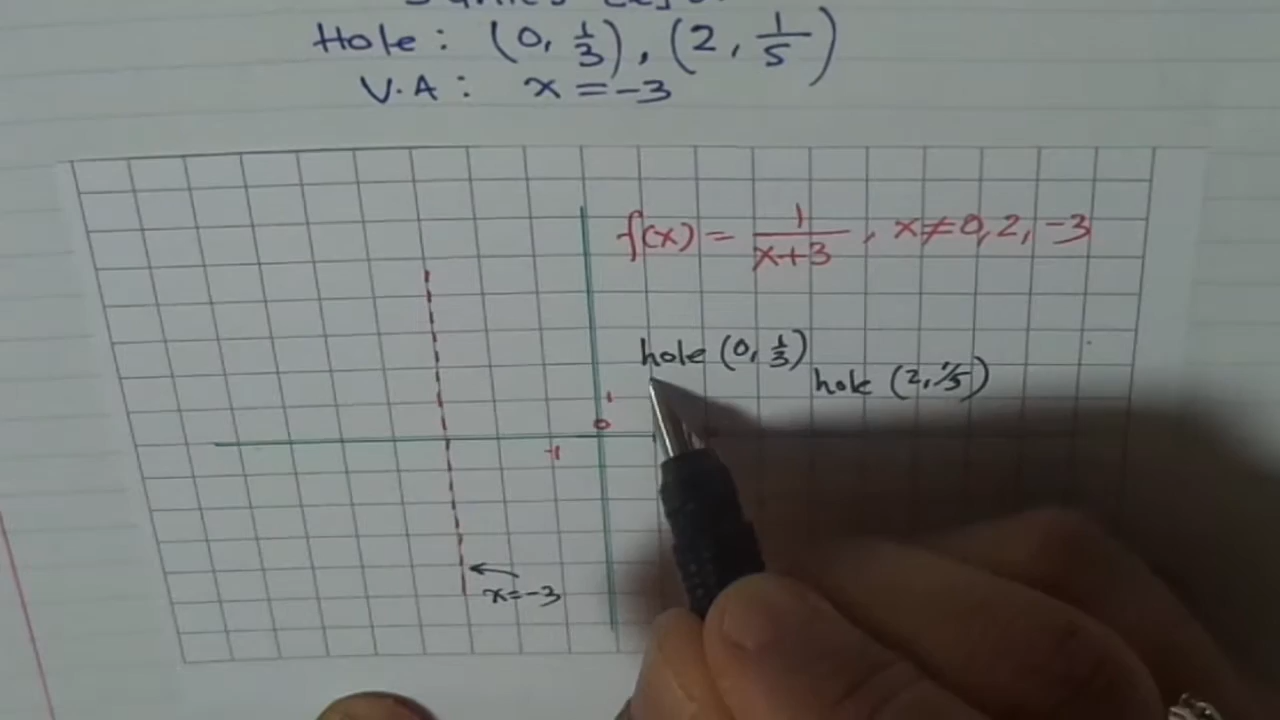 Hole : (0, 1/3), (2, 1/5)
V.A : x = -3
f(x) = 1/(x+3), x≠0, 2, -3
hole (0, 1/3)
hole (2, 1/5)
1
-1
x=-3